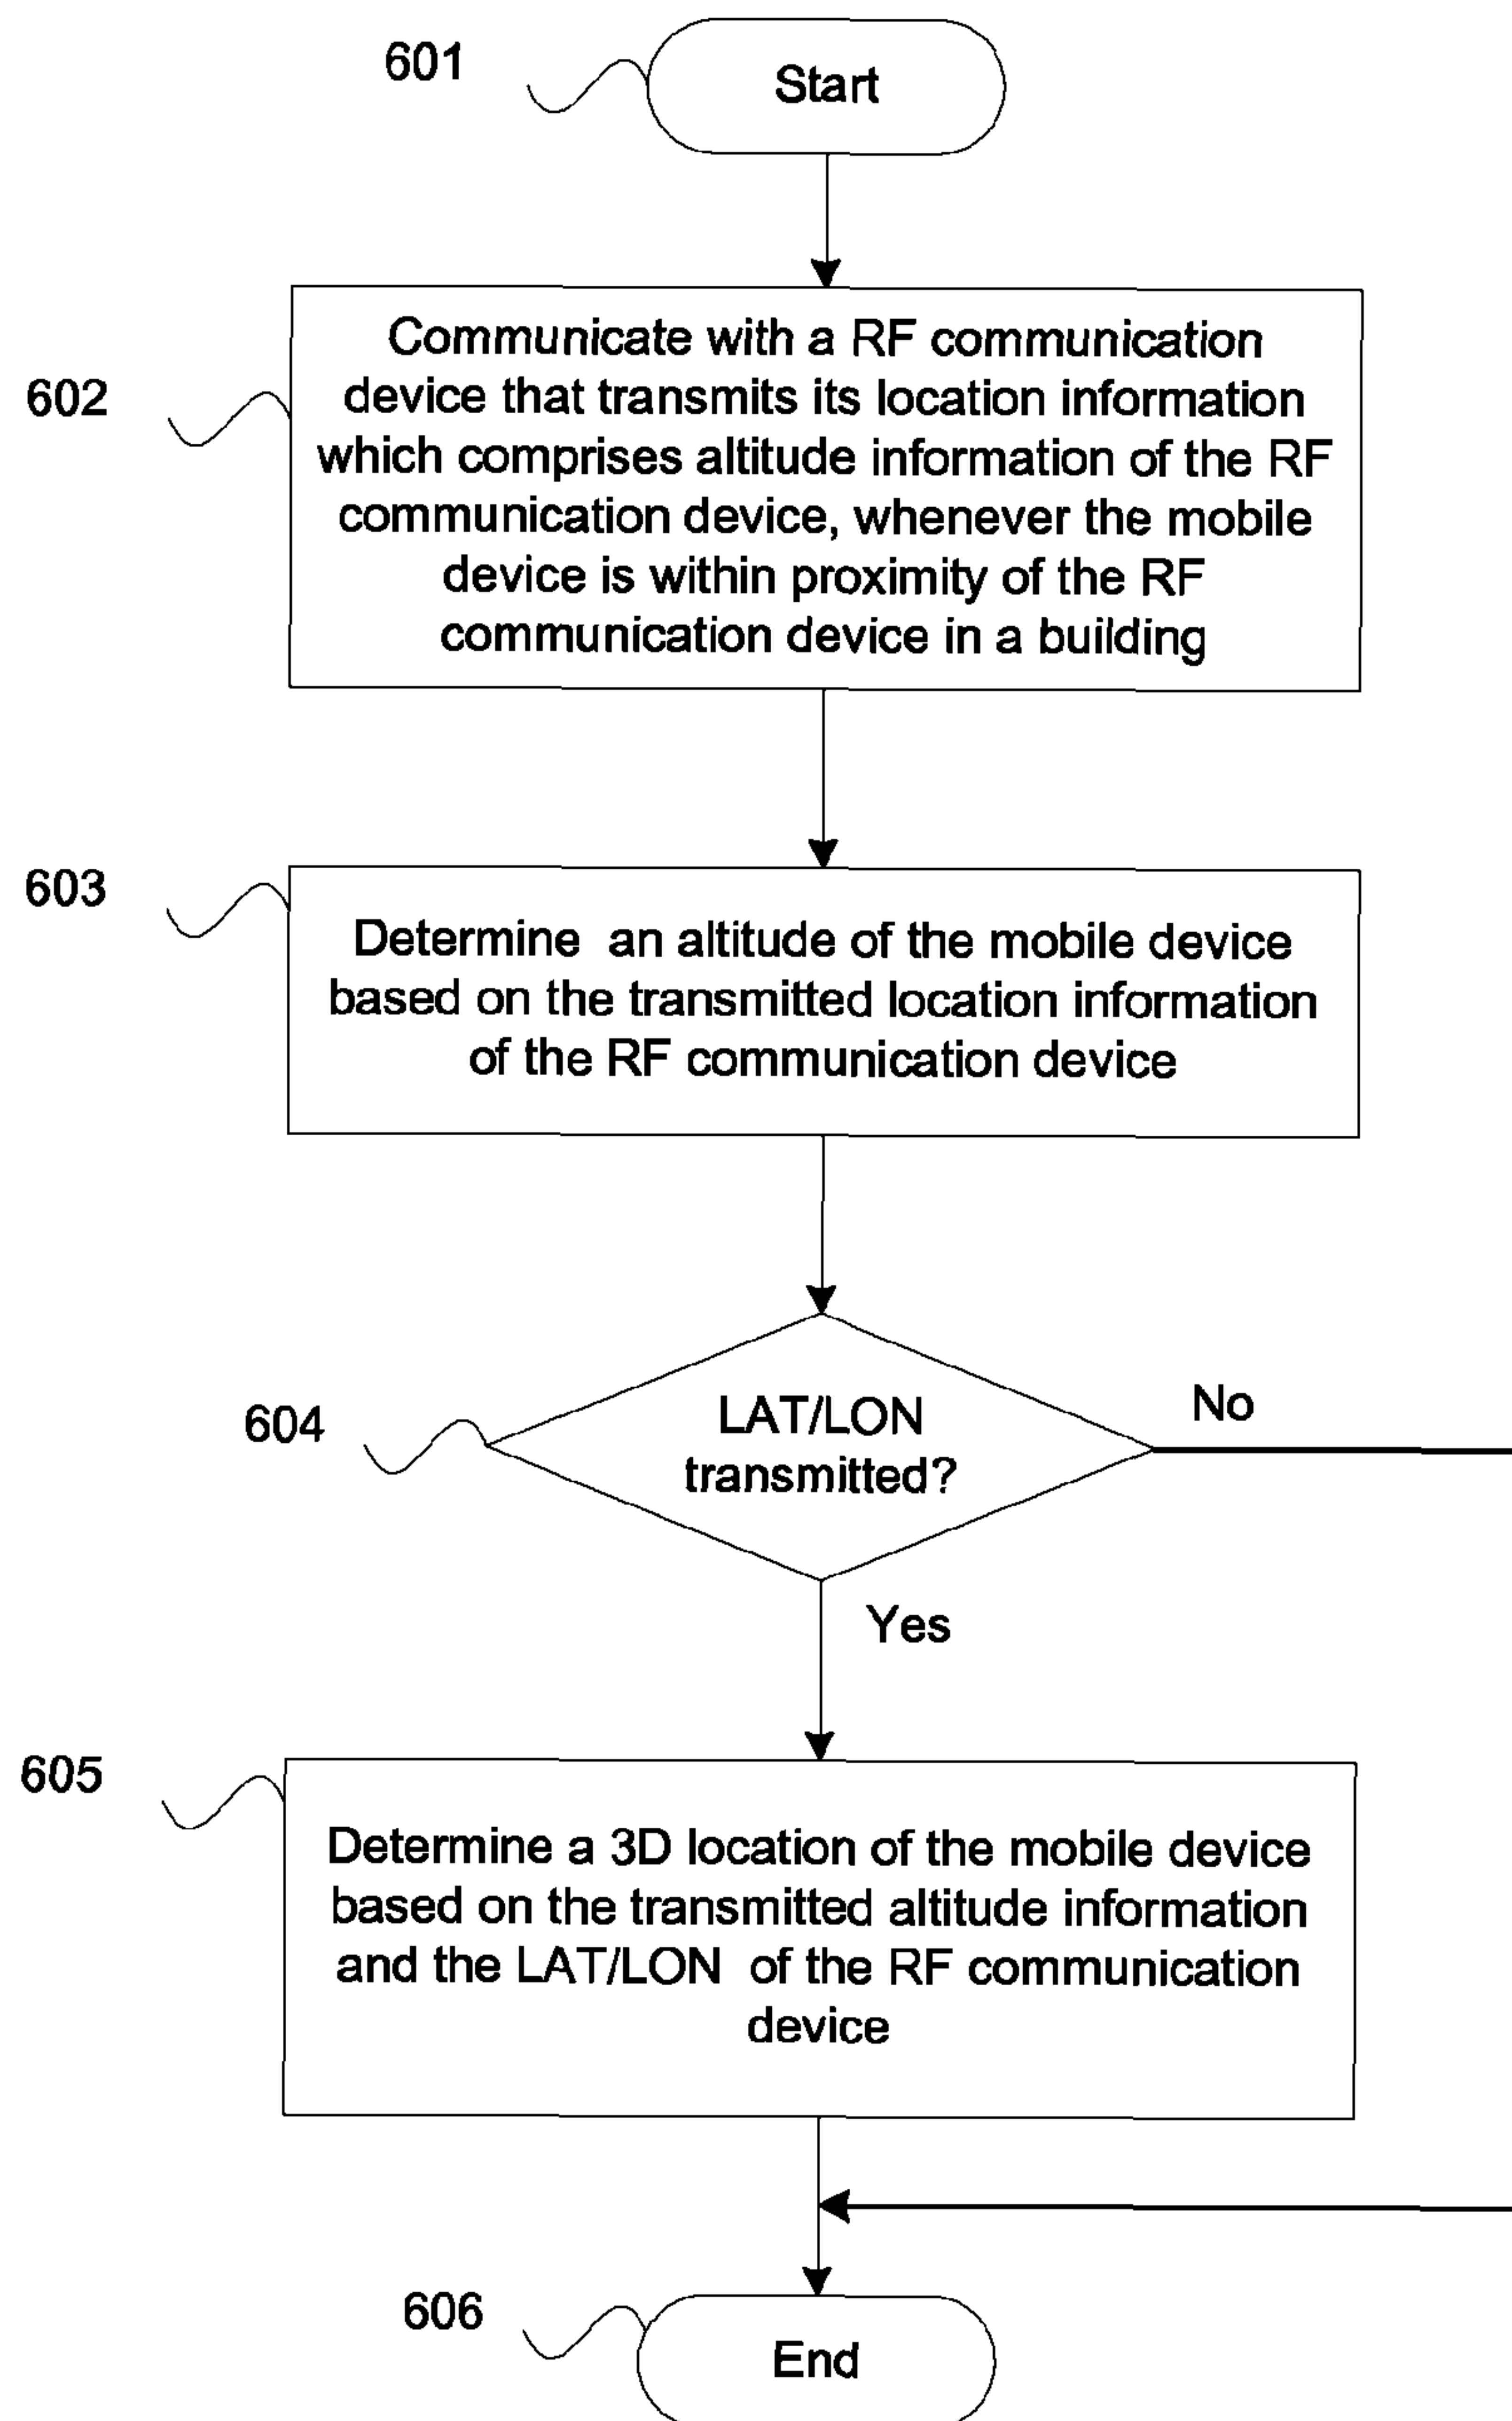 601
Start
602
Communicate with a RF communication
device that transmits its location information
which comprises altitude information of the RF
communication device, whenever the mobile
device is within proximity of the RF
communication device in a building
603
Determine an altitude of the mobile device
based on the transmitted location information
of the RF communication device
604
LAT/LON
transmitted?
No
Yes
605
Determine a 3D location of the mobile device
based on the transmitted altitude information
and the LAT/LON of the RF communication
device
606
End